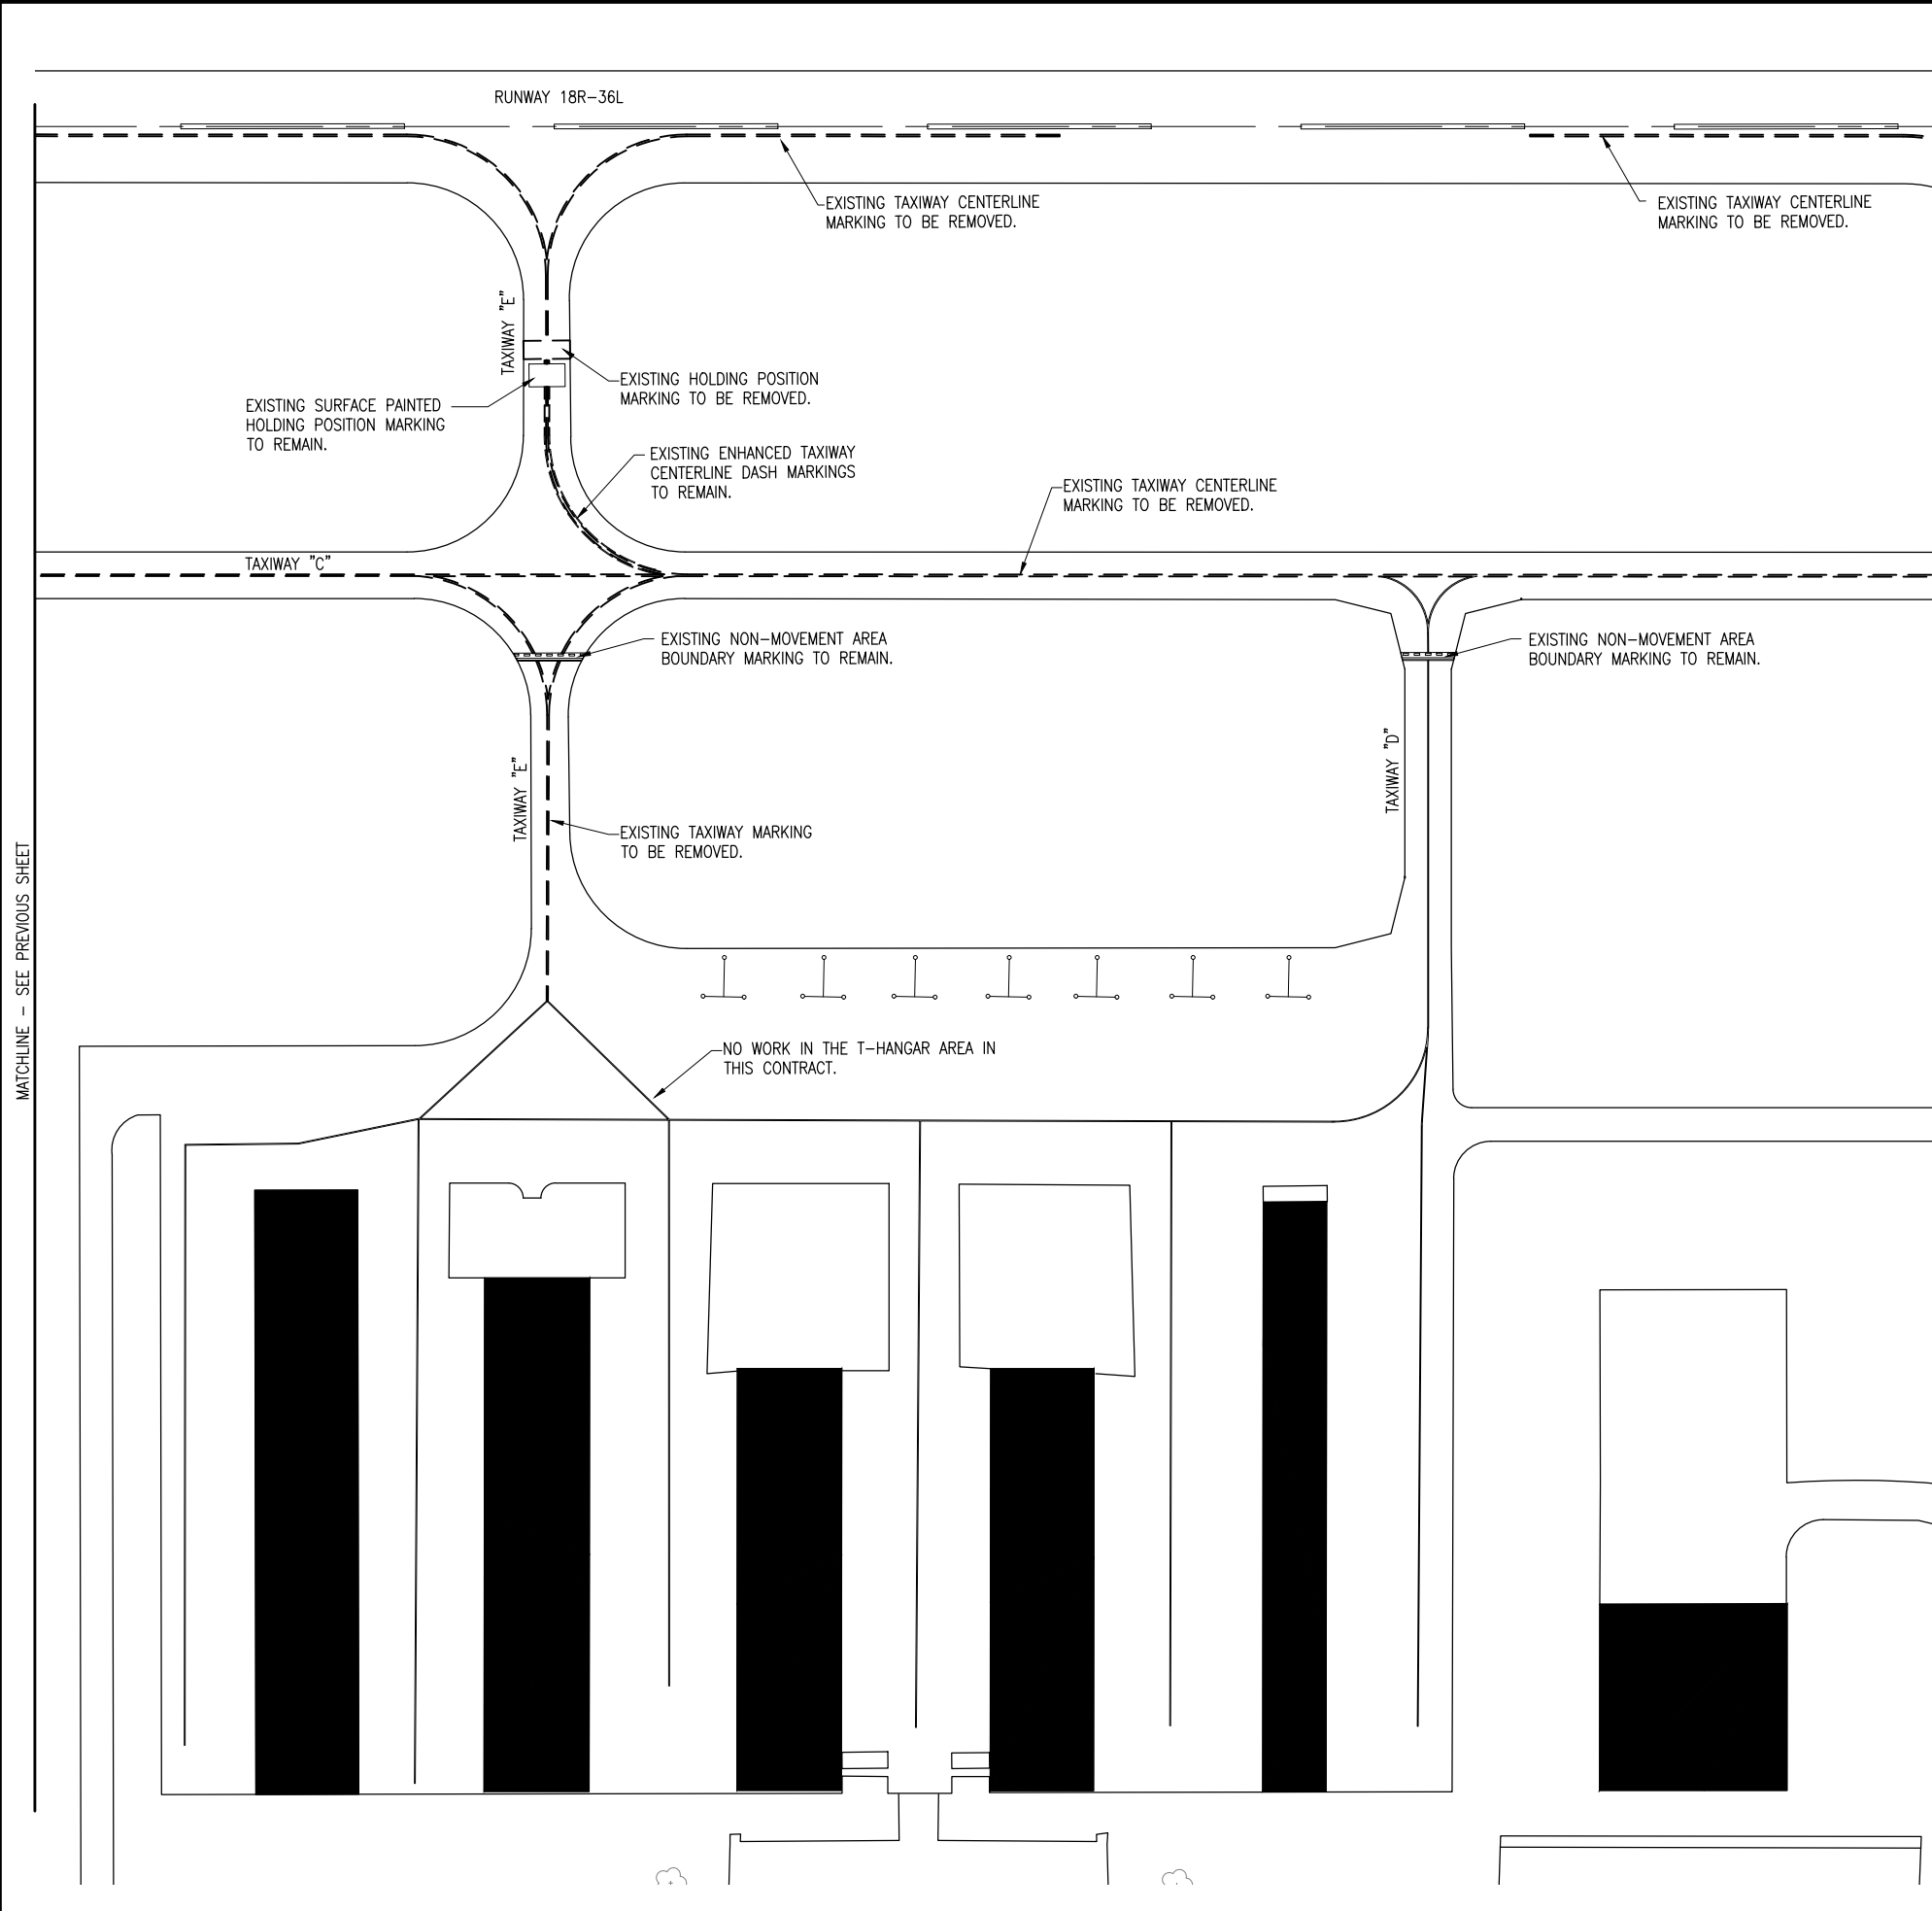 RUNWAY 18R-36L
EXISTING TAXIWAY CENTERLINE
MARKING TO BE REMOVED.
EXISTING TAXIWAY CENTERLINE
MARKING TO BE REMOVED.
TAXIWAY "E"
EXISTING HOLDING POSITION
MARKING TO BE REMOVED.
EXISTING SURFACE PAINTED
HOLDING POSITION MARKING
TO REMAIN.
EXISTING ENHANCED TAXIWAY
CENTERLINE DASH MARKINGS
TO REMAIN.
EXISTING TAXIWAY CENTERLINE
MARKING TO BE REMOVED.
TAXIWAY "C"
EXISTING NON-MOVEMENT AREA
BOUNDARY MARKING TO REMAIN.
EXISTING NON-MOVEMENT AREA
BOUNDARY MARKING TO REMAIN.
TAXIWAY "E"
TAXIWAY "D"
EXISTING TAXIWAY MARKING
TO BE REMOVED.
MATCHLINE - SEE PREVIOUS SHEET
NO WORK IN THE T-HANGAR AREA IN
THIS CONTRACT.